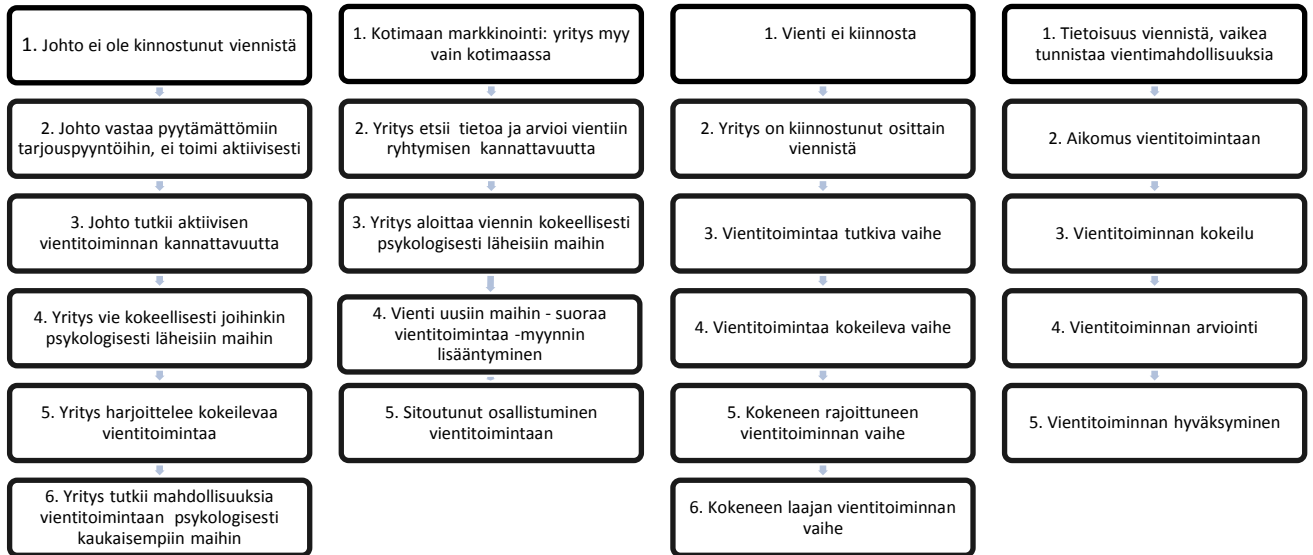 1. Johto ei ole kinnostunut viennistä
2. Johto vastaa pyytämättömiin
tarjouspyyntöihin, ei toimi aktiivisesti
3. Johto tutkii aktiivisen
vientitoiminnan kannattavuutta
4. Yritys vie kokeellisesti joihinkin
psykologisesti läheisiin maihin
5. Yritys harjoittelee kokeilevaa
vientitoimintaa
6. Yritys tutkii mahdollisuuksia
vientitoimintaan psykologisesti
kaukaisempiin maihin
1. Kotimaan markkinointi: yritys myy
vain kotimaassa
2. Yritys etsii tietoa ja arvioi vientiin
ryhtymisen kannattavuutta
3. Yritys aloittaa viennin kokeellisesti
psykologisesti läheisiin maihin
4. Vienti uusiin maihin - suoraa
vientitoimintaa -myynnin
lisääntyminen
5. Sitoutunut osallistuminen
vientitoimintaan
1. Vienti ei kiinnosta
2. Yritys on kiinnostunut osittain
viennistä
3. Vientitoimintaa tutkiva vaihe
4. Vientitoimintaa kokeileva vaihe
5. Kokeneen rajoittuneen
vientitoiminnan vaihe
6. Kokeneen laajan vientitoiminnan
vaihe
1. Tietoisuus viennistä, vaikea
tunnistaa vientimahdollisuuksia
2. Aikomus vientitoimintaan
3. Vientitoiminnan kokeilu
4. Vientitoiminnan arviointi
5. Vientitoiminnan hyväksyminen